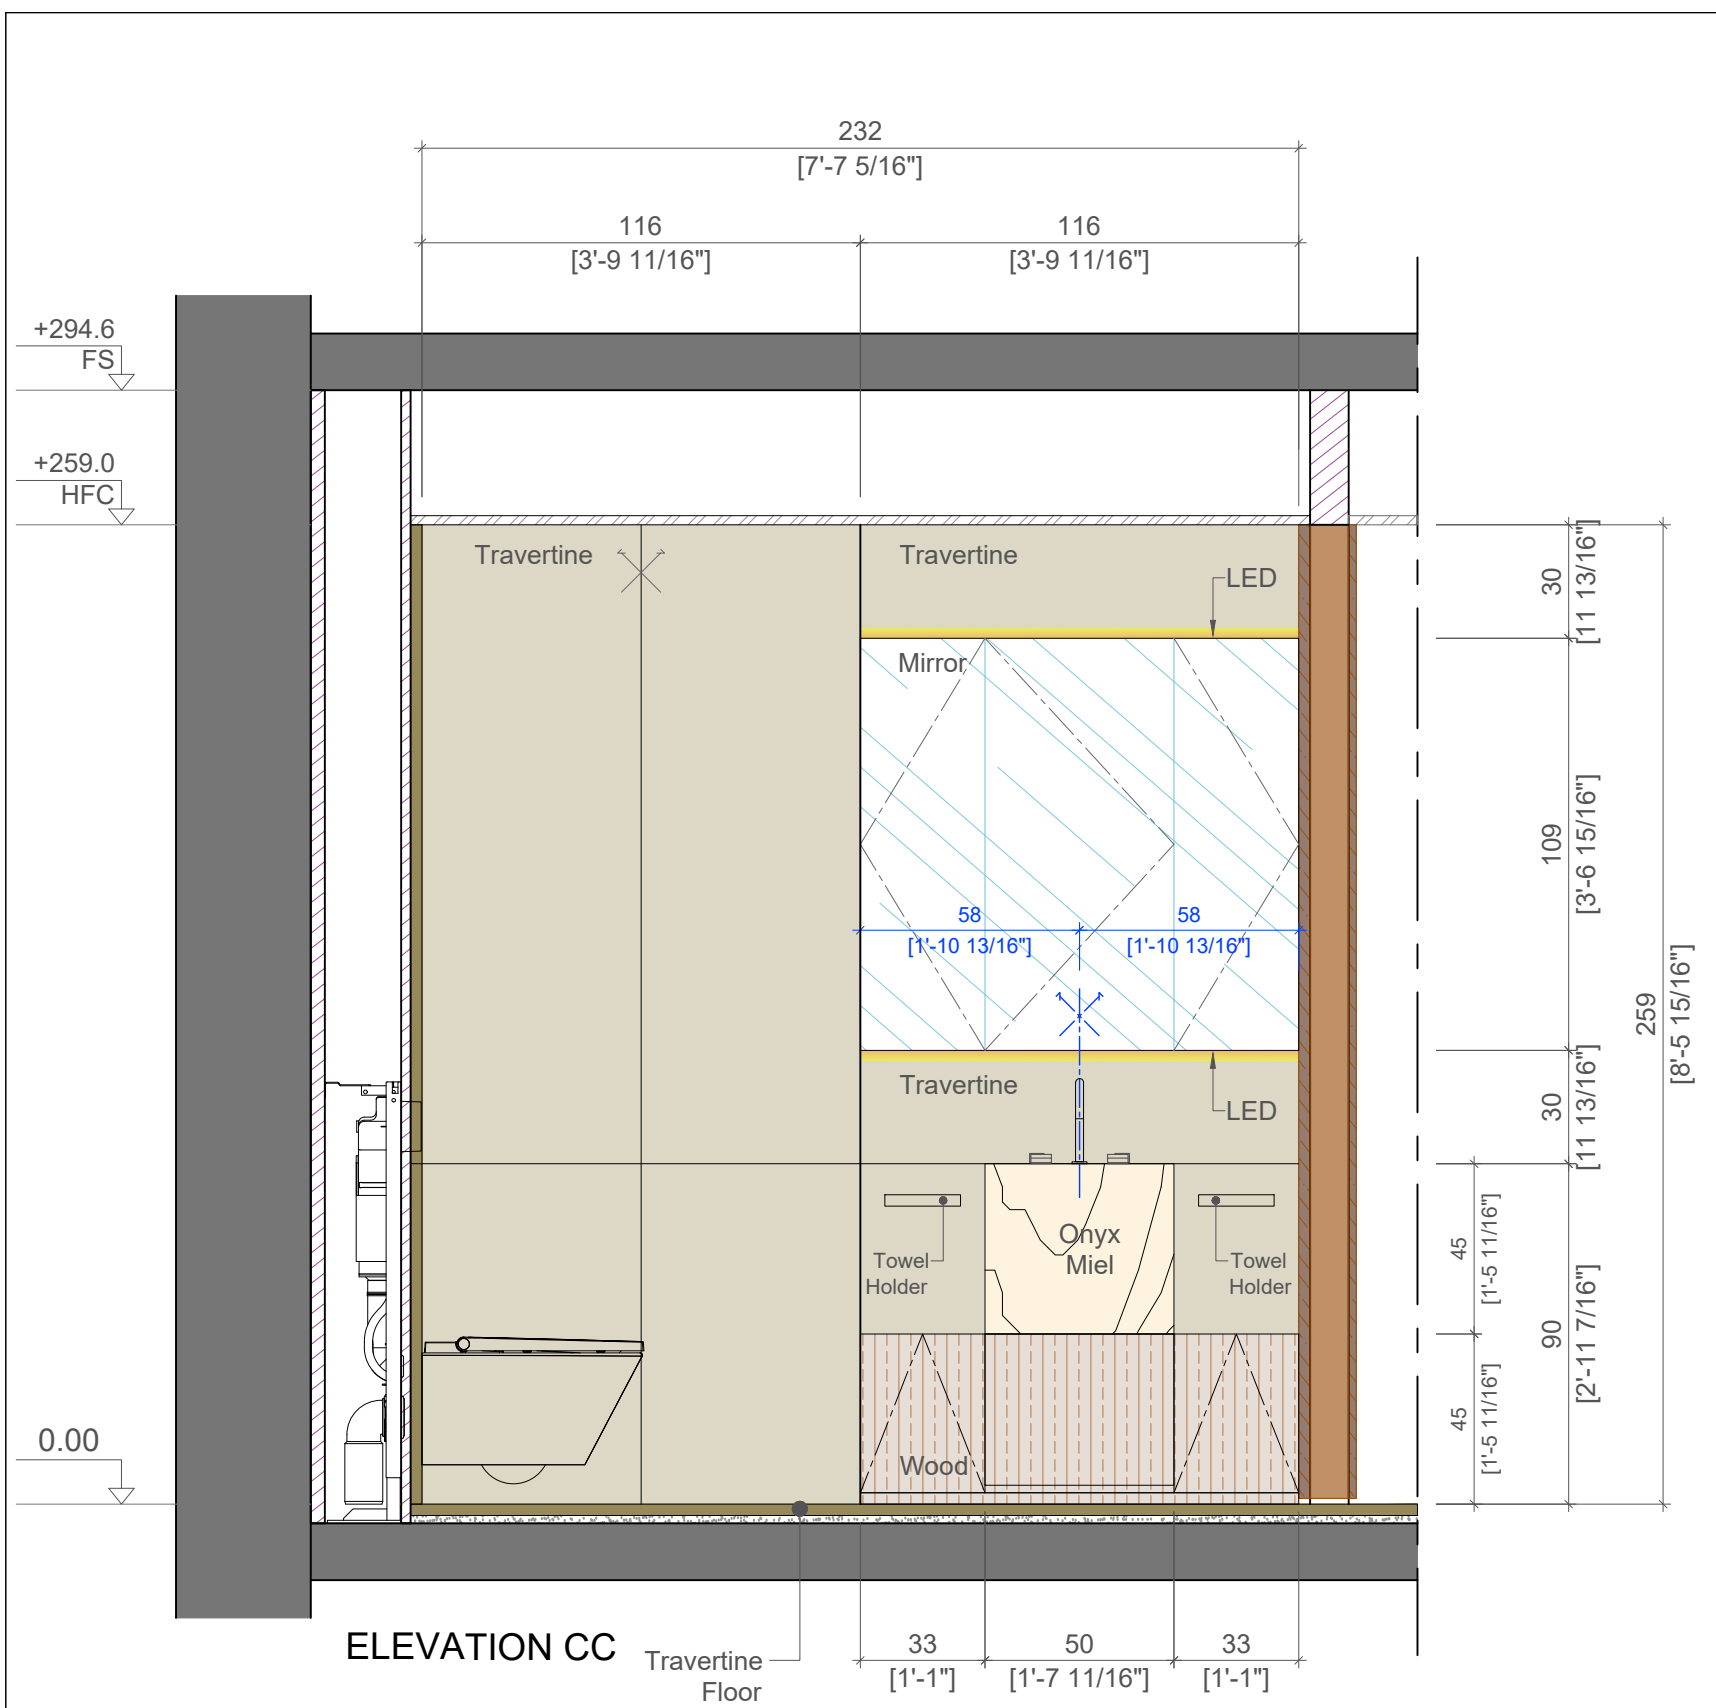 232
[7'-7 5/16"]
116
[3'-9 11/16"]
116
[3'-9 11/16"]
+294.6
FS
+259.0
HFC
Travertine
Travertine
LED
30
[11 13/16"]
Mirror
109
[3'-6 15/16"]
58
[1'-10 13/16"]
58
[1'-10 13/16"]
259
[8'-5 15/16"]
Travertine
LED
30
[11 13/16"]
Onyx
Miel
Towel
Holder
Towel
Holder
45
[1'-5 11/16"]
90
[2'-11 7/16"]
45
[1'-5 11/16"]
0.00
Wood
ELEVATION CC
Travertine
Floor
33
[1'-1"]
50
[1'-7 11/16"]
33
[1'-1"]